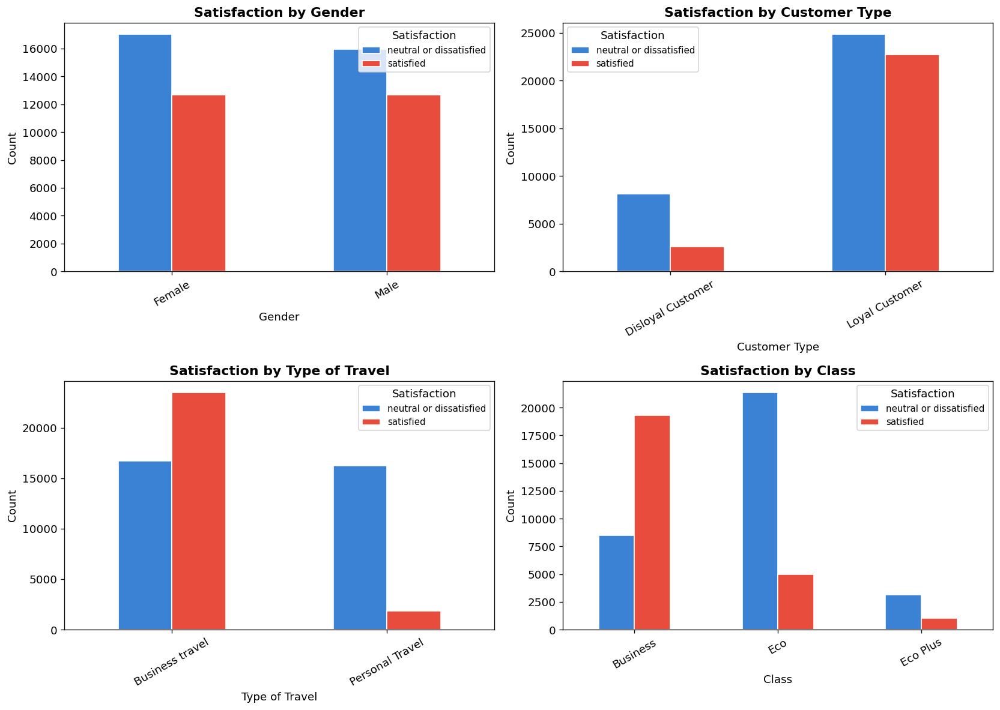 Satisfaction by Gender
Satisfaction
neutral or dissatisfied
satisfied
16000
14000
12000
10000
8000
6000
4000
2000
0
Count
Female
Male
Gender
Satisfaction by Customer Type
Satisfaction
neutral or dissatisfied
satisfied
25000
20000
15000
10000
5000
0
Count
Disloyal Customer
Loyal Customer
Customer Type
Satisfaction by Type of Travel
Satisfaction
neutral or dissatisfied
satisfied
20000
15000
10000
5000
0
Count
Business travel
Personal Travel
Type of Travel
Satisfaction by Class
Satisfaction
neutral or dissatisfied
satisfied
20000
17500
15000
12500
10000
7500
5000
2500
0
Count
Business
Eco
Eco Plus
Class